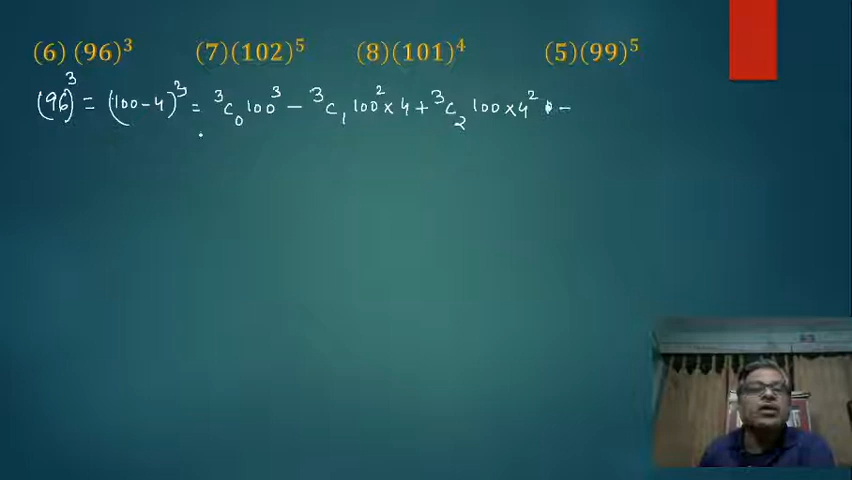 (6) (96)³ (7)(102)⁵ (8)(101)⁴ (5)(99)⁵
(96)³ = (100-4)³ = ³C₀ 100³ - ³C₁ 100² × 4 + ³C₂ 100 × 4² -